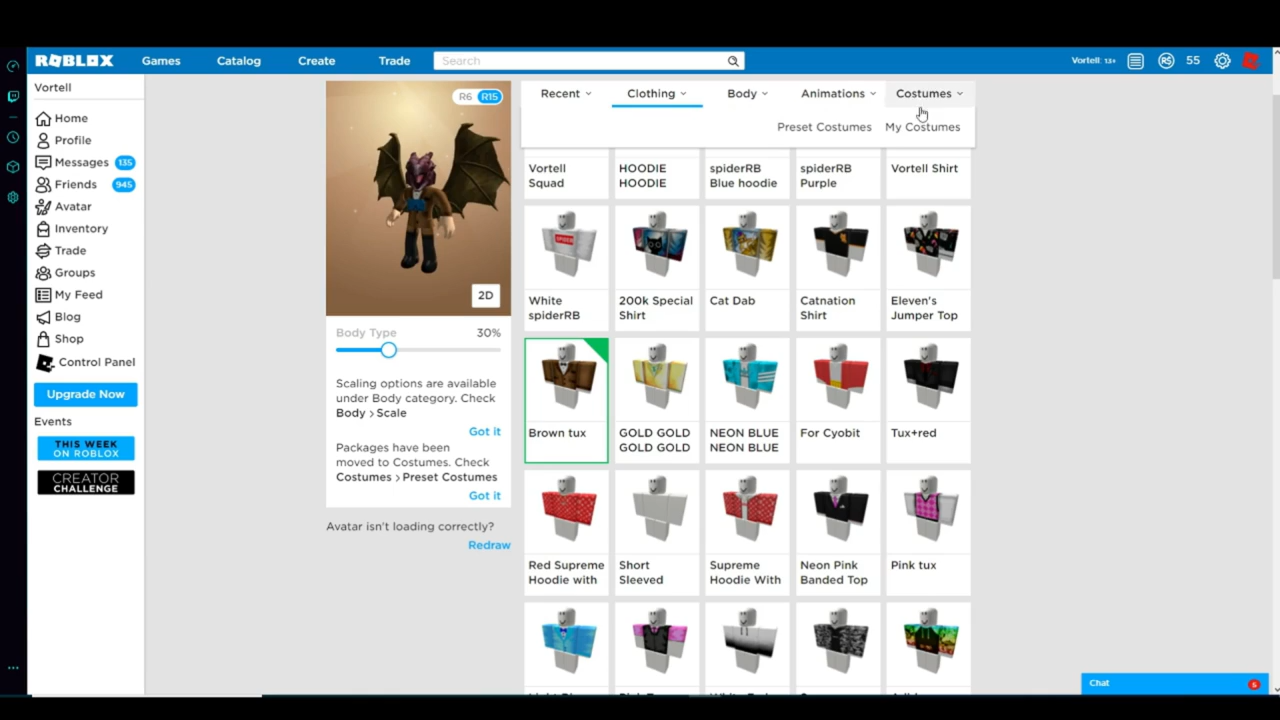 ROBLOX
Games
Catalog
Create
Trade
Search
Vortell: 13+
55
Vortell
Home
Profile
Messages 135
Friends 945
Avatar
Inventory
Trade
Groups
My Feed
Blog
Shop
Control Panel
Upgrade Now
Events
THIS WEEK
ON ROBLOX
CREATOR
CHALLENGE
R6 R15
2D
Body Type 30%
Scaling options are available
under Body category. Check
Body > Scale
Got it
Packages have been
moved to Costumes. Check
Costumes > Preset Costumes
Got it
Avatar isn't loading correctly?
Redraw
Recent
Clothing
Body
Animations
Costumes
Preset Costumes
My Costumes
Vortell
Squad
HOODIE
HOODIE
spiderRB
Blue hoodie
spiderRB
Purple
Vortell Shirt
White
spiderRB
200k Special
Shirt
Cat Dab
Catnation
Shirt
Eleven's
Jumper Top
Brown tux
GOLD GOLD
GOLD GOLD
NEON BLUE
NEON BLUE
For Cyobit
Tux+red
Red Supreme
Hoodie with
Short
Sleeved
Supreme
Hoodie With
Neon Pink
Banded Top
Pink tux
Chat